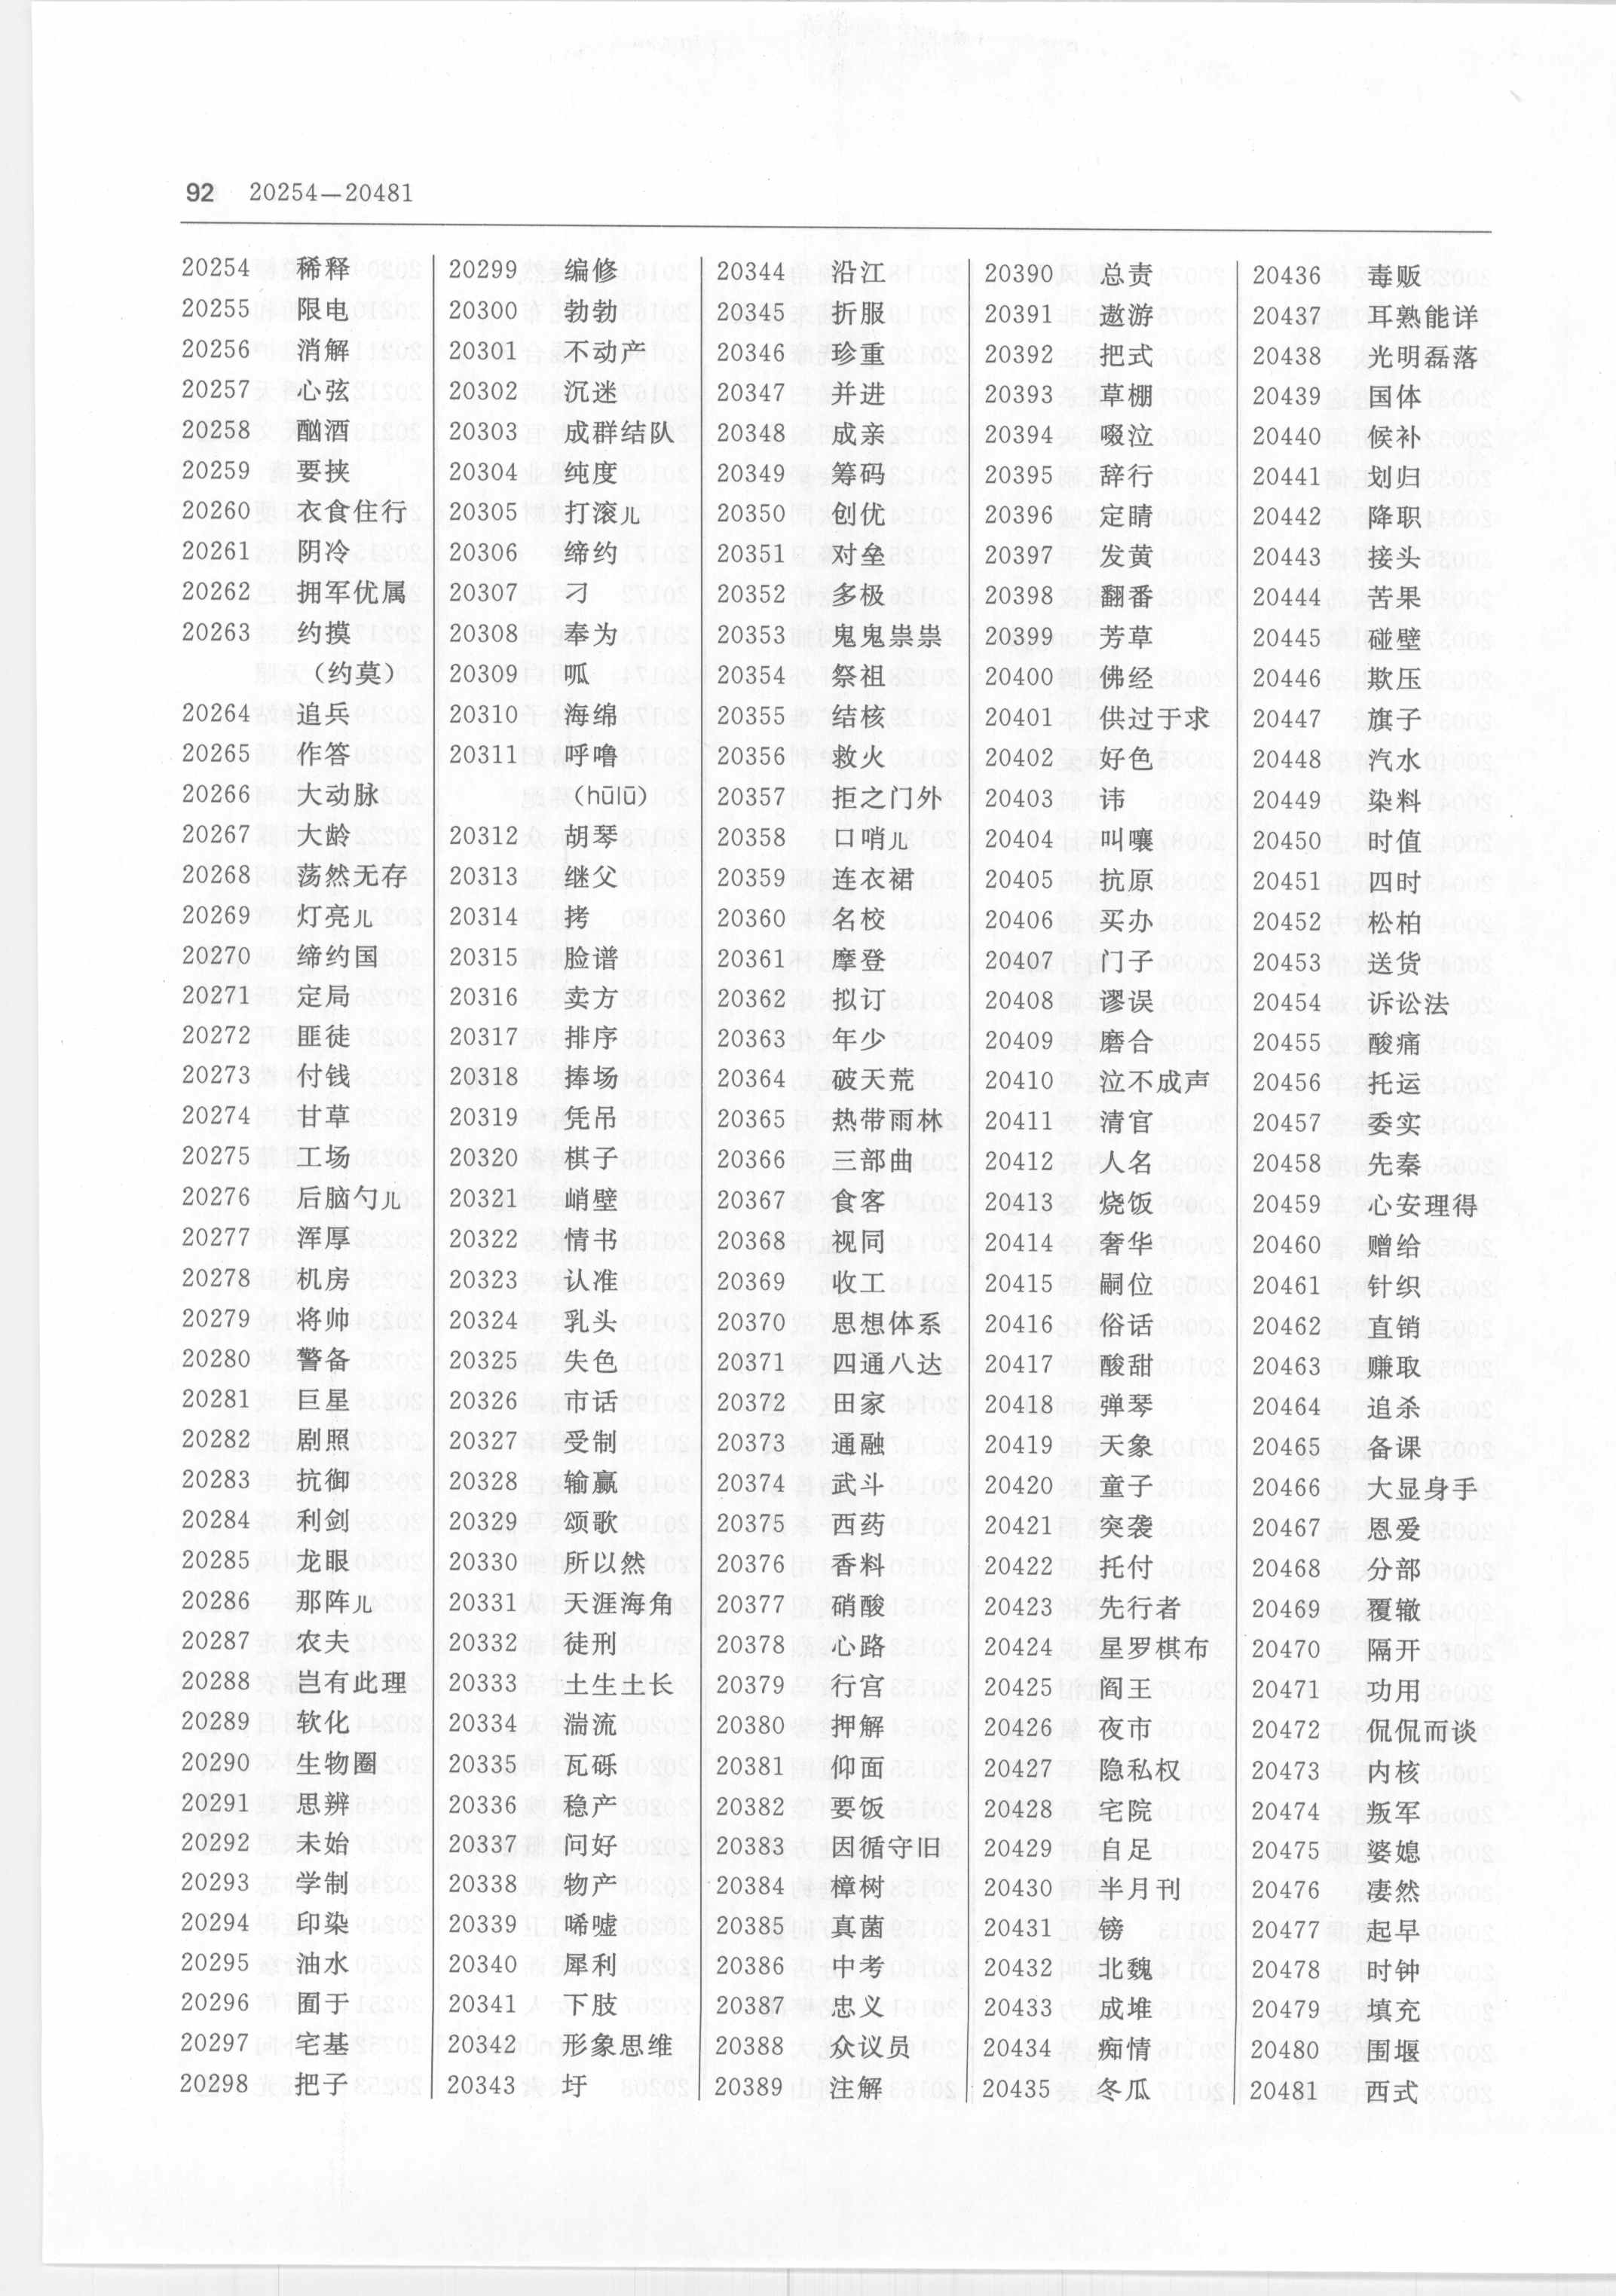 92 20254—20481
20254 稀释
20255 限电
20256 消解
20257 心弦
20258 酗酒
20259 要挟
20260 衣食住行
20261 阴冷
20262 拥军优属
20263 约摸
（约莫）
20264 追兵
20265 作答
20266 大动脉
20267 大龄
20268 荡然无存
20269 灯亮儿
20270 缔约国
20271 定局
20272 匪徒
20273 付钱
20274 甘草
20275 工场
20276 后脑勺儿
20277 浑厚
20278 机房
20279 将帅
20280 警备
20281 巨星
20282 剧照
20283 抗御
20284 利剑
20285 龙眼
20286 那阵儿
20287 农夫
20288 岂有此理
20289 软化
20290 生物圈
20291 思辨
20292 未始
20293 学制
20294 印染
20295 油水
20296 囿于
20297 宅基
20298 把子
20299 编修
20300 勃勃
20301 不动产
20302 沉迷
20303 成群结队
20304 纯度
20305 打滚儿
20306 缔约
20307 刁
20308 奉为
20309 呱
20310 海绵
20311 呼噜
（hūlū）
20312 胡琴
20313 继父
20314 拷
20315 脸谱
20316 卖方
20317 排序
20318 捧场
20319 凭吊
20320 棋子
20321 峭壁
20322 情书
20323 认准
20324 乳头
20325 失色
20326 市话
20327 受制
20328 输赢
20329 颂歌
20330 所以然
20331 天涯海角
20332 徒刑
20333 土生土长
20334 湍流
20335 瓦砾
20336 稳产
20337 问好
20338 物产
20339 唏嘘
20340 犀利
20341 下肢
20342 形象思维
20343 圩
20344 沿江
20345 折服
20346 珍重
20347 并进
20348 成亲
20349 筹码
20350 创优
20351 对垒
20352 多极
20353 鬼鬼祟祟
20354 祭祖
20355 结核
20356 救火
20357 拒之门外
20358 口哨儿
20359 连衣裙
20360 名校
20361 摩登
20362 拟订
20363 年少
20364 破天荒
20365 热带雨林
20366 三部曲
20367 食客
20368 视同
20369 收工
20370 思想体系
20371 四通八达
20372 田家
20373 通融
20374 武斗
20375 西药
20376 香料
20377 硝酸
20378 心路
20379 行宫
20380 押解
20381 仰面
20382 要饭
20383 因循守旧
20384 樟树
20385 真菌
20386 中考
20387 忠义
20388 众议员
20389 注解
20390 总责
20391 遨游
20392 把式
20393 草棚
20394 啜泣
20395 辞行
20396 定睛
20397 发黄
20398 翻番
20399 芳草
20400 佛经
20401 供过于求
20402 好色
20403 讳
20404 叫嚷
20405 抗原
20406 买办
20407 门子
20408 谬误
20409 磨合
20410 泣不成声
20411 清官
20412 人名
20413 烧饭
20414 奢华
20415 嗣位
20416 俗话
20417 酸甜
20418 弹琴
20419 天象
20420 童子
20421 突袭
20422 托付
20423 先行者
20424 星罗棋布
20425 阎王
20426 夜市
20427 隐私权
20428 宅院
20429 自足
20430 半月刊
20431 镑
20432 北魏
20433 成堆
20434 痴情
20435 冬瓜
20436 毒贩
20437 耳熟能详
20438 光明磊落
20439 国体
20440 候补
20441 划归
20442 降职
20443 接头
20444 苦果
20445 碰壁
20446 欺压
20447 旗子
20448 汽水
20449 染料
20450 时值
20451 四时
20452 松柏
20453 送货
20454 诉讼法
20455 酸痛
20456 托运
20457 委实
20458 先秦
20459 心安理得
20460 赠给
20461 针织
20462 直销
20463 赚取
20464 追杀
20465 备课
20466 大显身手
20467 恩爱
20468 分部
20469 覆辙
20470 隔开
20471 功用
20472 侃侃而谈
20473 内核
20474 叛军
20475 婆媳
20476 凄然
20477 起早
20478 时钟
20479 填充
20480 围堰
20481 西式